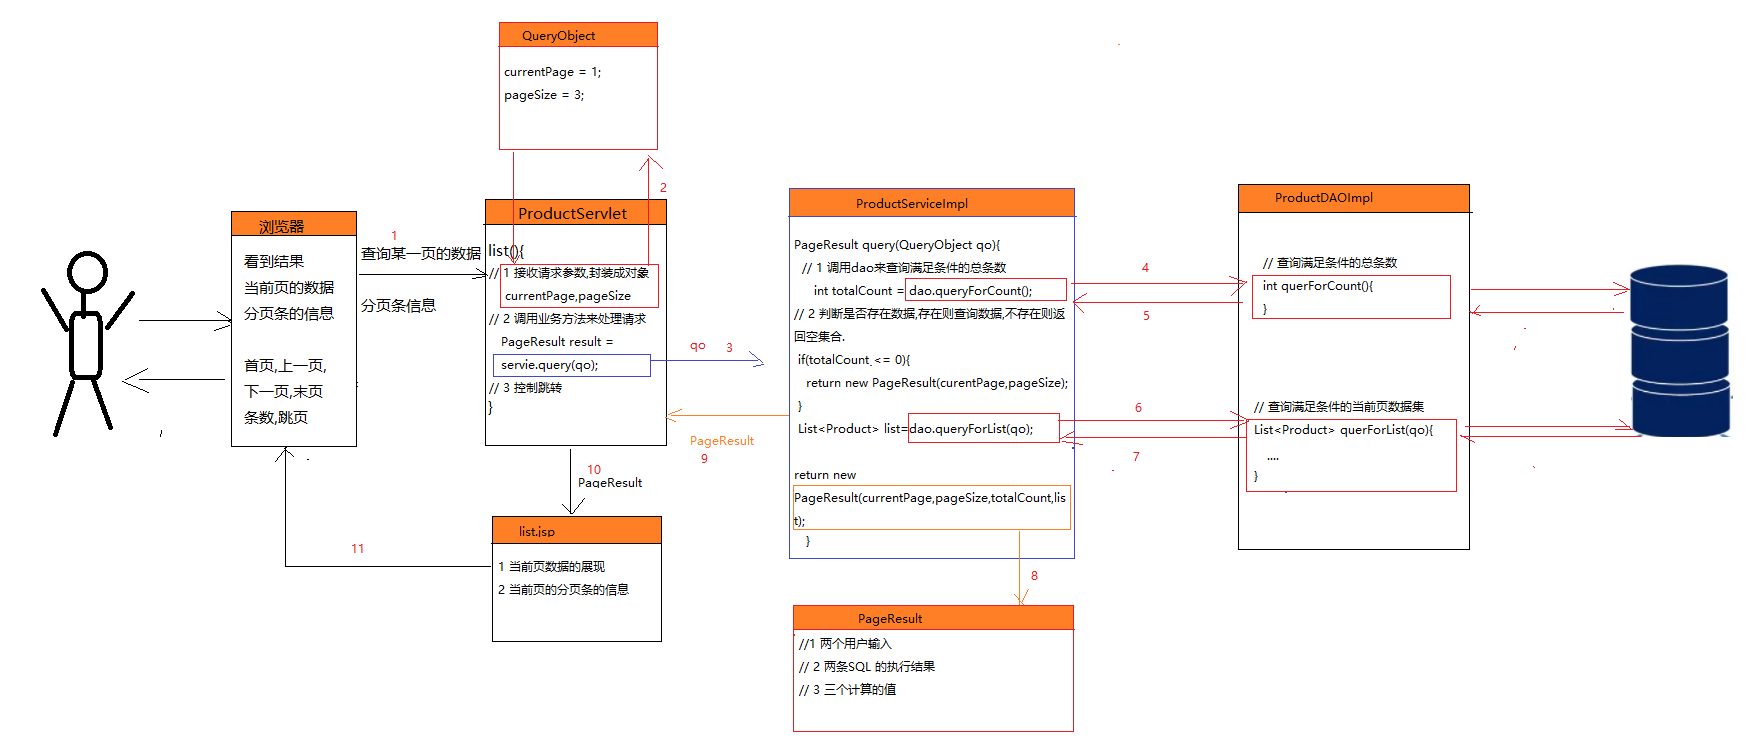 QueryObject
currentPage = 1;
pageSize = 3;
2
浏览器
看到结果
当前页的数据
分页条的信息
首页,上一页,
下一页,末页
条数,跳页
1
查询某一页的数据
分页条信息
ProductServlet
list(){
// 1 接收请求参数,封装成对象
currentPage,pageSize
// 2 调用业务方法来处理请求
PageResult result =
servie.query(qo);
// 3 控制跳转
}
qo 3
PageResult
9
10
PageResult
11
list.jsp
1 当前页数据的展现
2 当前页的分页条的信息
ProductServiceImpl
PageResult query(QueryObject qo){
// 1 调用dao来查询满足条件的总条数
int totalCount = dao.queryForCount();
// 2 判断是否存在数据,存在则查询数据,不存在则返
回空集合.
if(totalCount <= 0){
return new PageResult(curentPage,pageSize);
}
List<Product> list=dao.queryForList(qo);
return new
PageResult(currentPage,pageSize,totalCount,lis
t);
}
8
PageResult
//1 两个用户输入
// 2 两条SQL 的执行结果
// 3 三个计算的值
4
5
6
7
ProductDAOImpl
// 查询满足条件的总条数
int querForCount(){
}
// 查询满足条件的当前页数据集
List<Product> querForList(qo){
....
}